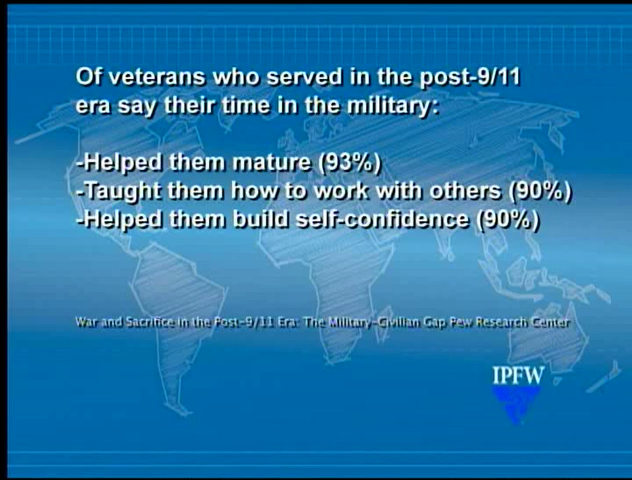 Of veterans who served in the post-9/11
era say their time in the military:
-Helped them mature (93%)
-Taught them how to work with others (90%)
-Helped them build self-confidence (90%)
War and Sacrifice in the Post-9/11 Era: The Military-Civilian Gap Pew Research Center
IPFW